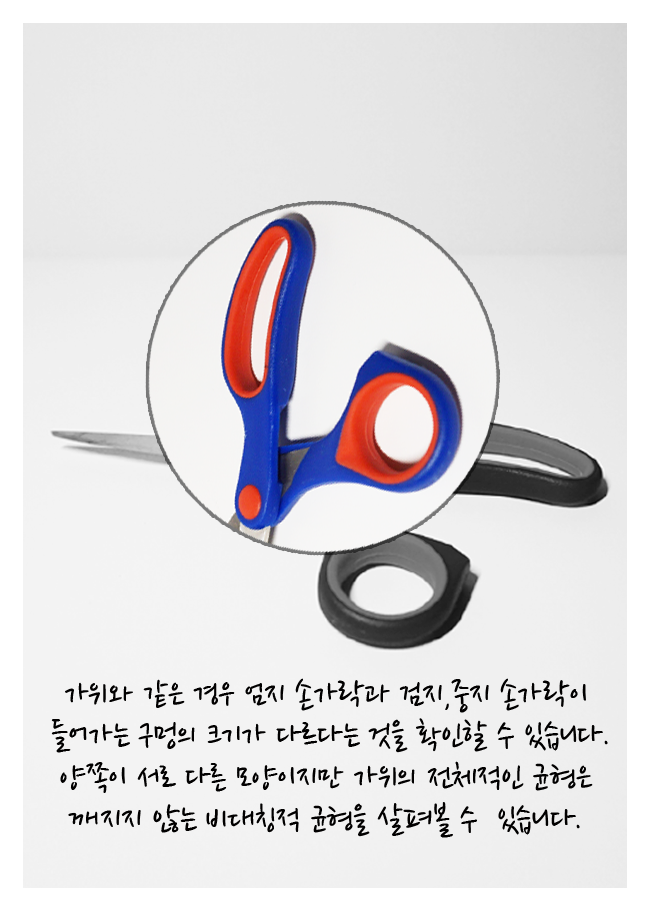 가위와 같은 경우 엄지 손가락과 검지,중지 손가락이
들어가는 구멍의 크기가 다르다는 것을 확인할 수 있습니다.
양쪽이 서로 다른 모양이지만 가위의 전체적인 균형은
깨지지 않는 비대칭적 균형을 살펴볼 수 있습니다.